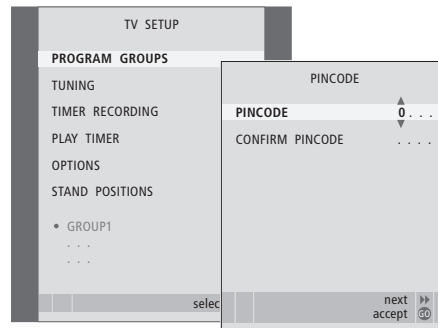 TV SETUP
PROGRAM GROUPS
TUNING
TIMER RECORDING
PLAY TIMER
OPTIONS
STAND POSITIONS
• GROUP1
. . .
. . .
selec
PINCODE
PINCODE 0 . . .
CONFIRM PINCODE . . . .
next
accept GO